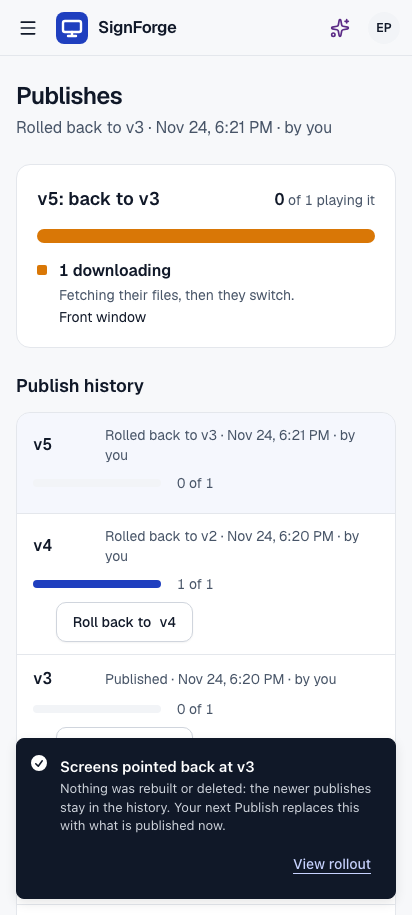 SignForge
EP
Publishes
Rolled back to v3 · Nov 24, 6:21 PM · by you
v5: back to v3
0 of 1 playing it
1 downloading
Fetching their files, then they switch.
Front window
Publish history
v5
Rolled back to v3 · Nov 24, 6:21 PM · by
you
0 of 1
v4
Rolled back to v2 · Nov 24, 6:20 PM · by
you
1 of 1
Roll back to v4
v3
Published · Nov 24, 6:20 PM · by you
0 of 1
Screens pointed back at v3
Nothing was rebuilt or deleted: the newer publishes
stay in the history. Your next Publish replaces this
with what is published now.
View rollout